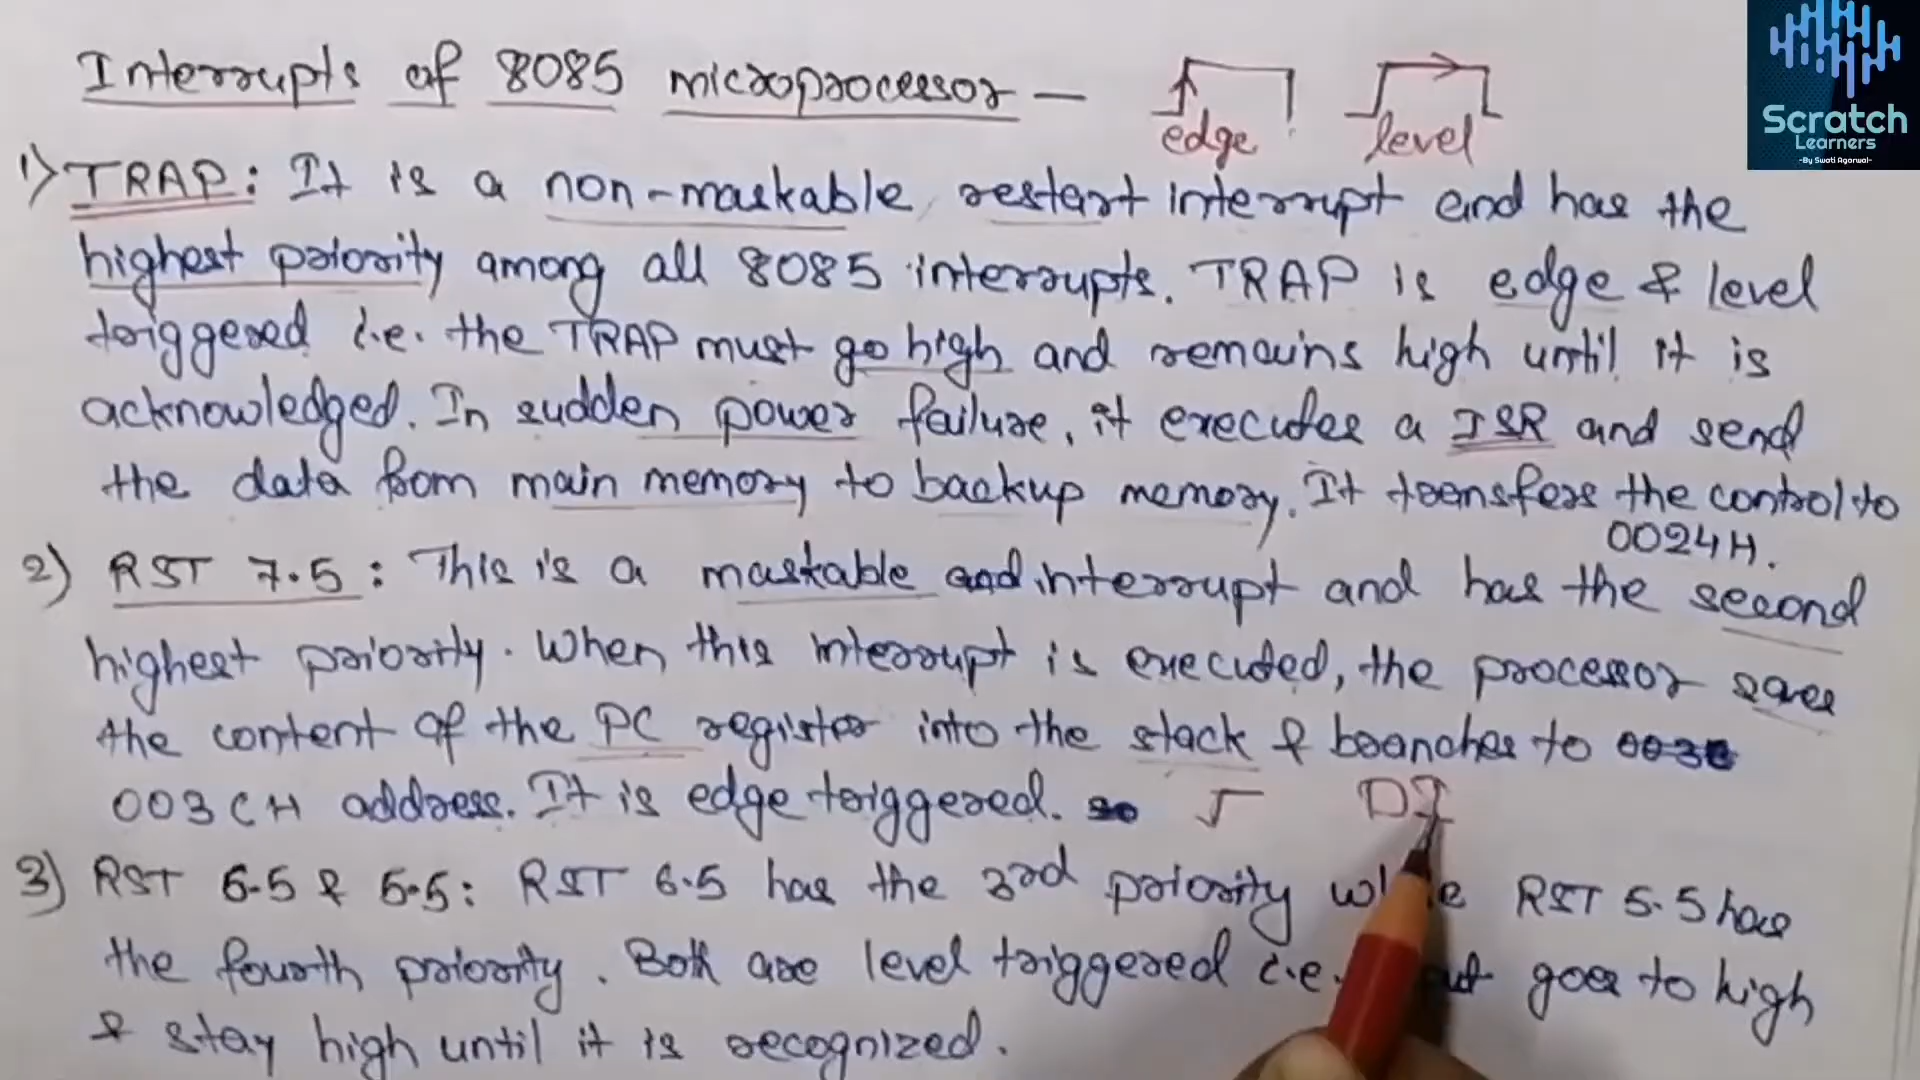 Interrupts of 8085 microprocessor —
edge
level
Scratch
Learners
-By Swati Agarwal-
1) TRAP: It is a non-maskable, restart interrupt and has the
highest priority among all 8085 interrupts. TRAP is edge & level
triggered i.e. the TRAP must go high and remains high until it is
acknowledged. In sudden power failure, it executes a ISR and send
the data from main memory to backup memory. It transfers the control to
0024H.
2) RST 7.5: This is a maskable interrupt and has the second
highest priority. When this interrupt is executed, the processor saves
the content of the PC register into the stack & branches to
003CH address. It is edge triggered. DI
3) RST 6.5 & 5.5: RST 6.5 has the 3rd priority RST 5.5 has
the fourth priority. Both are level triggered i.e. goes to high
& stay high until it is recognized.